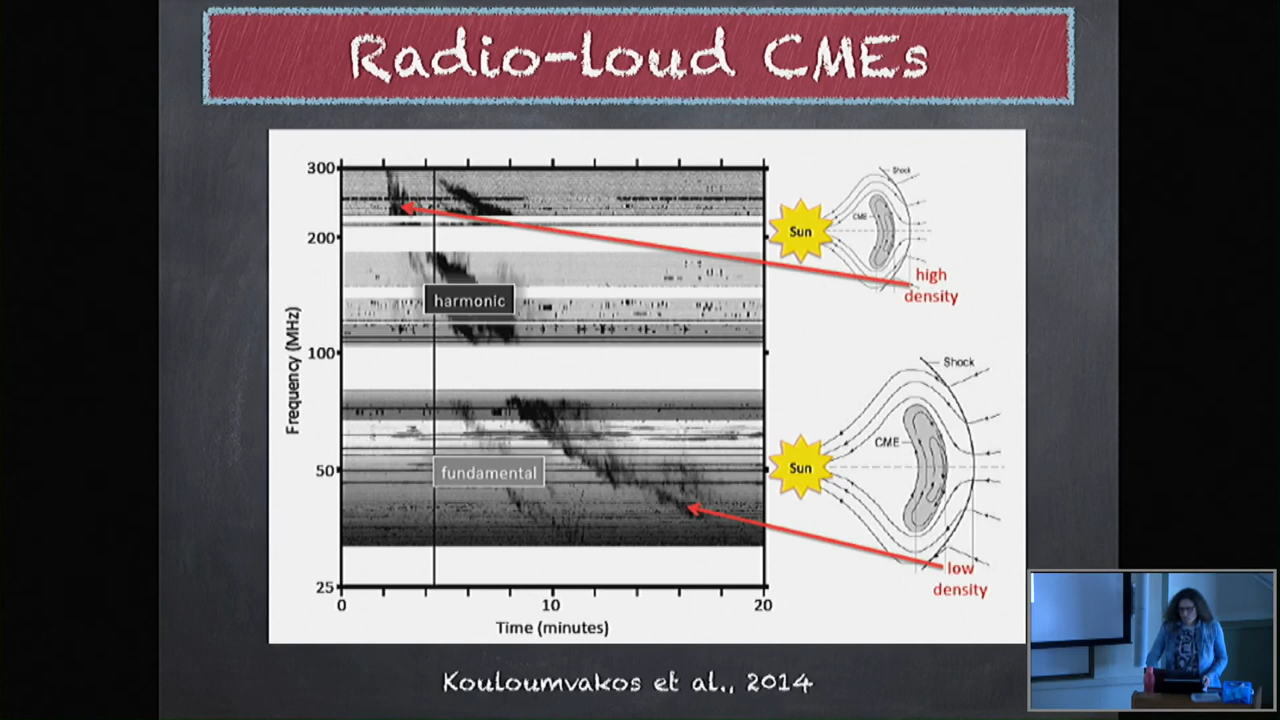 Radio-loud CMEs
300
200
100
50
25
Frequency (MHz)
0
10
20
Time (minutes)
harmonic
fundamental
Sun
CME
Shock
high
density
Sun
CME
Shock
low
density
Kouloumvakos et al., 2014